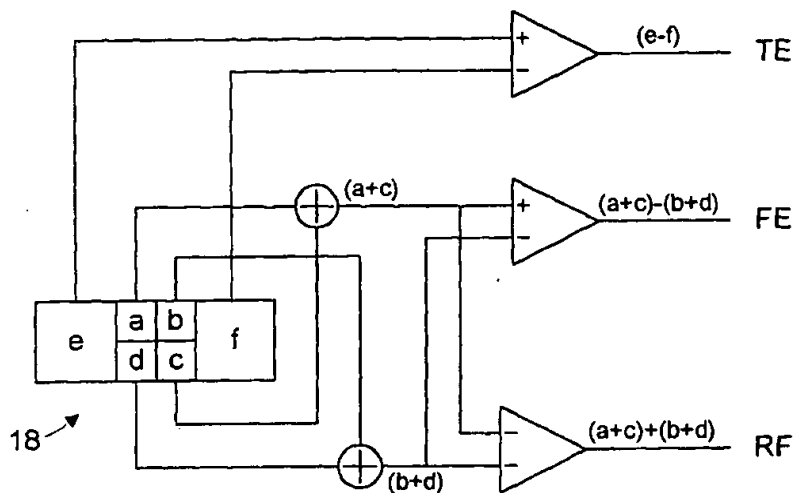 +
−
(e-f)
TE
(a+c)
+
−
(a+c)-(b+d)
FE
e
a
b
d
c
f
18
(b+d)
−
−
(a+c)+(b+d)
RF